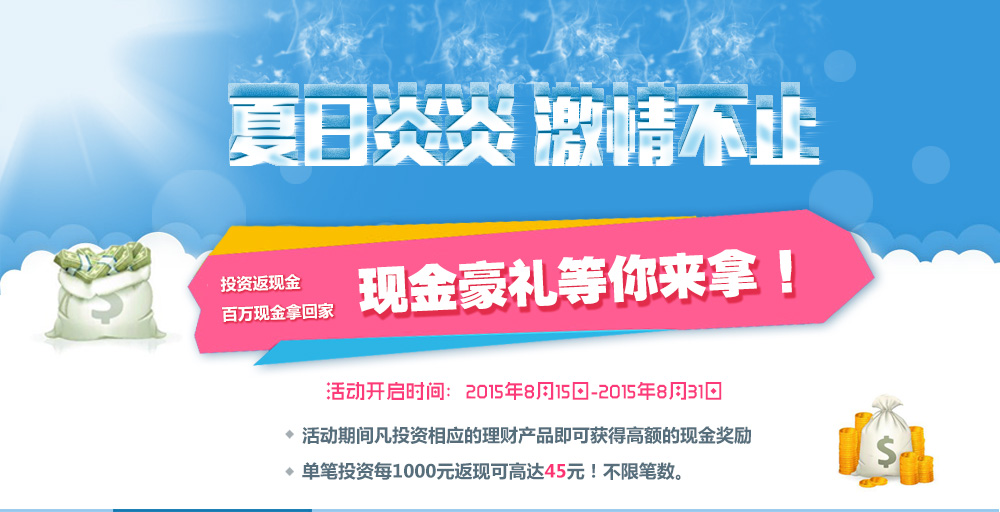 夏日炎炎 激情不止
投资返现金
百万现金拿回家
现金豪礼等你来拿！
活动开启时间：2015年8月15日-2015年8月31日
活动期间凡投资相应的理财产品即可获得高额的现金奖励
单笔投资每1000元返现可高达45元！不限笔数。
$
$